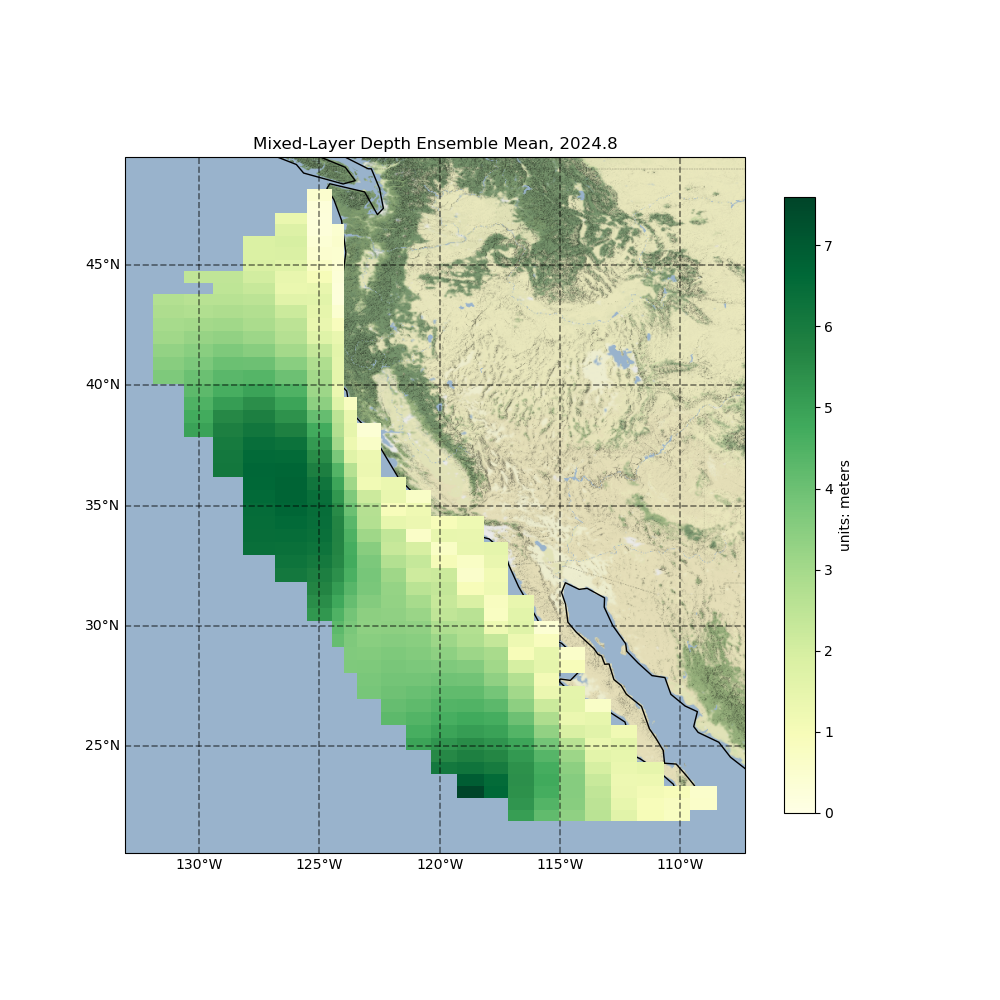 Mixed-Layer Depth Ensemble Mean, 2024.8
45°N
40°N
35°N
30°N
25°N
130°W
125°W
120°W
115°W
110°W
7
6
5
4
3
2
1
0
units: meters